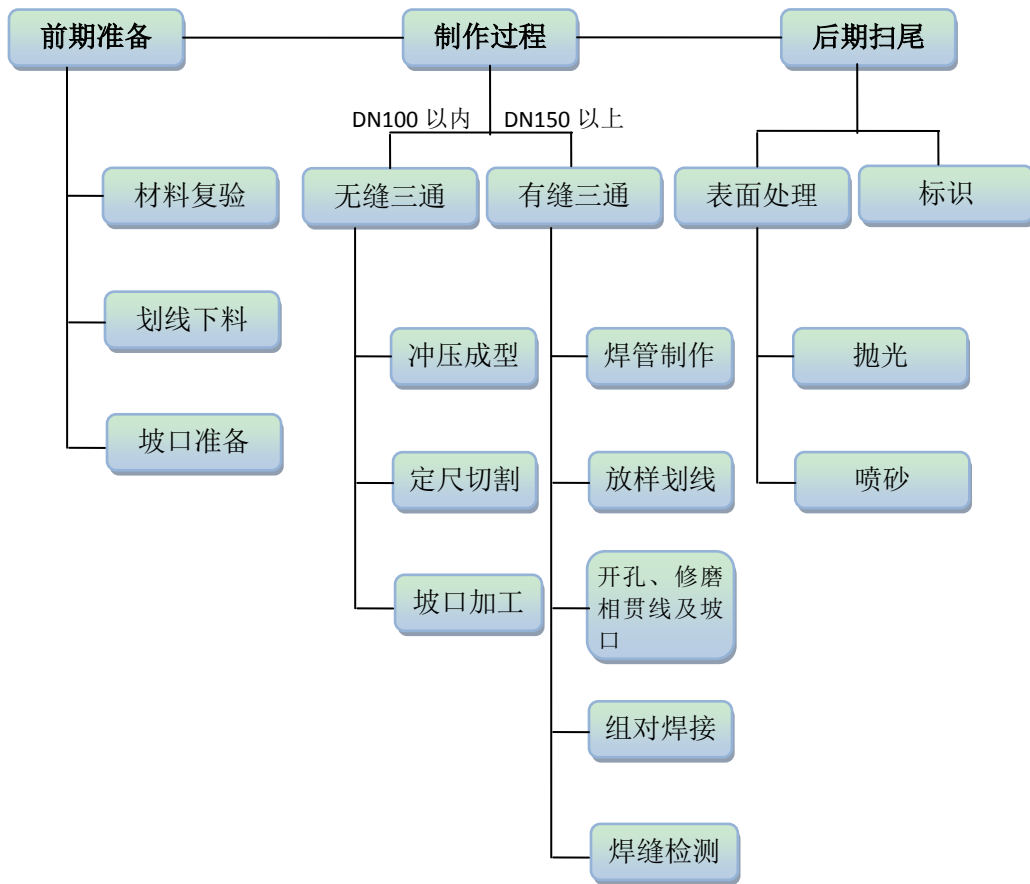 前期准备
制作过程
后期扫尾
DN100 以内
DN150 以上
材料复验
无缝三通
有缝三通
表面处理
标识
划线下料
冲压成型
焊管制作
抛光
坡口准备
定尺切割
放样划线
喷砂
坡口加工
开孔、修磨
相贯线及坡
口
组对焊接
焊缝检测